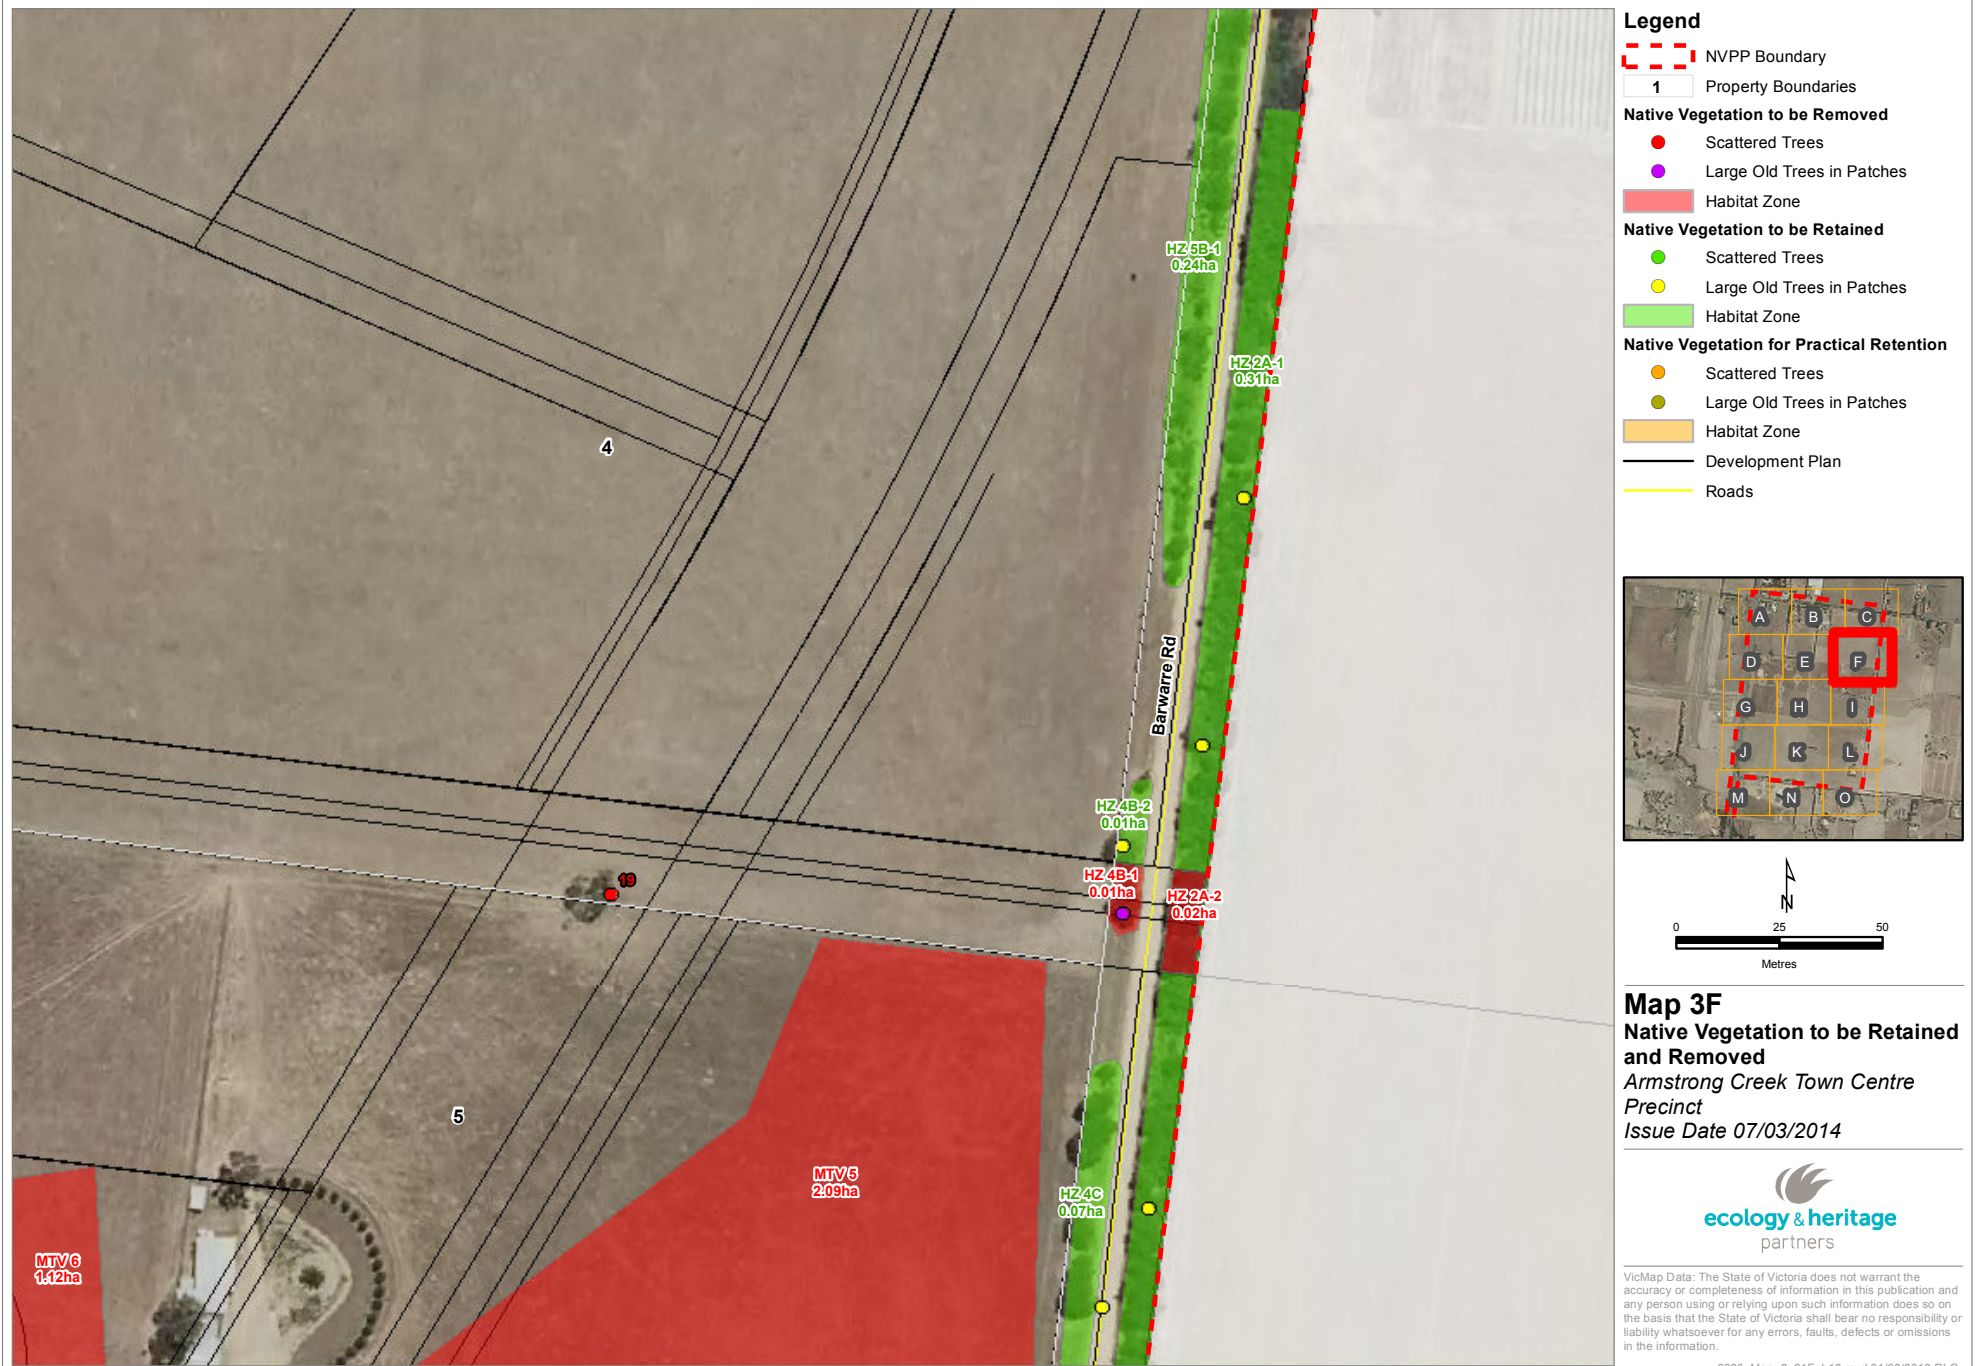 HZ 5B-1
0.24ha
HZ 2A-1
0.31ha
4
Barwarre Rd
HZ 4B-2
0.01ha
19
HZ 4B-1
0.01ha
HZ 2A-2
0.02ha
5
MTV 5
2.09ha
HZ 4C
0.07ha
MTV 6
1.12ha
Legend
NVPP Boundary
1 Property Boundaries
Native Vegetation to be Removed
Scattered Trees
Large Old Trees in Patches
Habitat Zone
Native Vegetation to be Retained
Scattered Trees
Large Old Trees in Patches
Habitat Zone
Native Vegetation for Practical Retention
Scattered Trees
Large Old Trees in Patches
Habitat Zone
Development Plan
Roads
A B C
D E F
G H I
J K L
M N O
N
0 25 50
Metres
Map 3F
Native Vegetation to be Retained
and Removed
Armstrong Creek Town Centre
Precinct
Issue Date 07/03/2014
ecology & heritage
partners
VicMap Data: The State of Victoria does not warrant the
accuracy or completeness of information in this publication and
any person using or relying upon such information does so on
the basis that the State of Victoria shall bear no responsibility or
liability whatsoever for any errors, faults, defects or omissions
in the information.